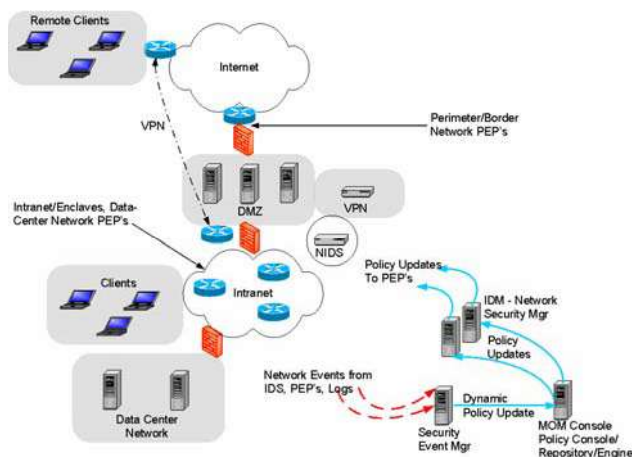 Remote Clients
Internet
VPN
Perimeter/Border
Network PEP's
DMZ
VPN
NIDS
Intranet/Enclaves, Data-
Center Network PEP's
Intranet
Clients
Data Center
Network
Policy Updates
To PEP's
IDM - Network
Security Mgr
Policy
Updates
Network Events from
IDS, PEP's, Logs
Dynamic
Policy Update
Security
Event Mgr
MOM Console
Policy Console/
Repository/Engine